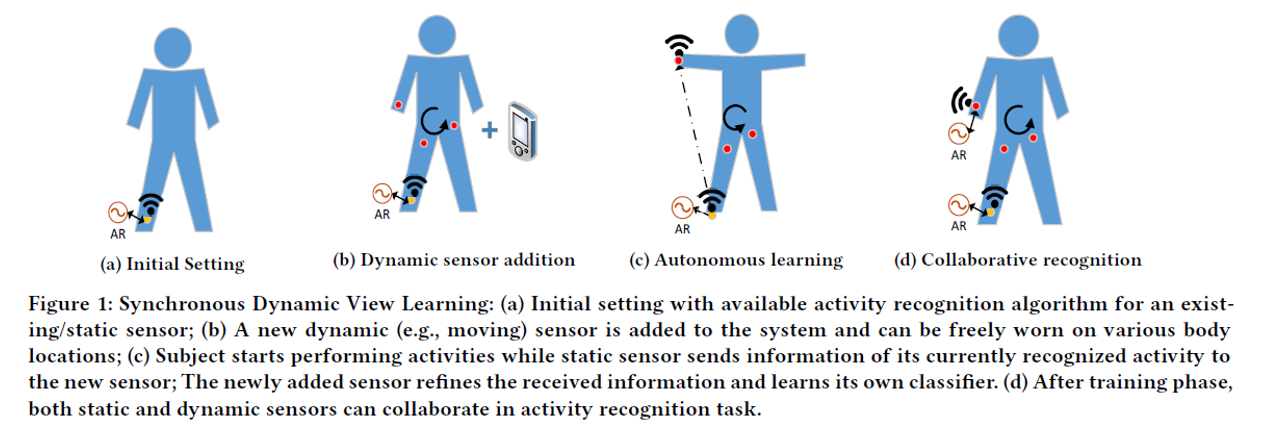 AR
AR
AR
AR
AR
(a) Initial Setting
(b) Dynamic sensor addition
(c) Autonomous learning
(d) Collaborative recognition
Figure 1: Synchronous Dynamic View Learning: (a) Initial setting with available activity recognition algorithm for an exist-
ing/static sensor; (b) A new dynamic (e.g., moving) sensor is added to the system and can be freely worn on various body
locations; (c) Subject starts performing activities while static sensor sends information of its currently recognized activity to
the new sensor; The newly added sensor refines the received information and learns its own classifier. (d) After training phase,
both static and dynamic sensors can collaborate in activity recognition task.